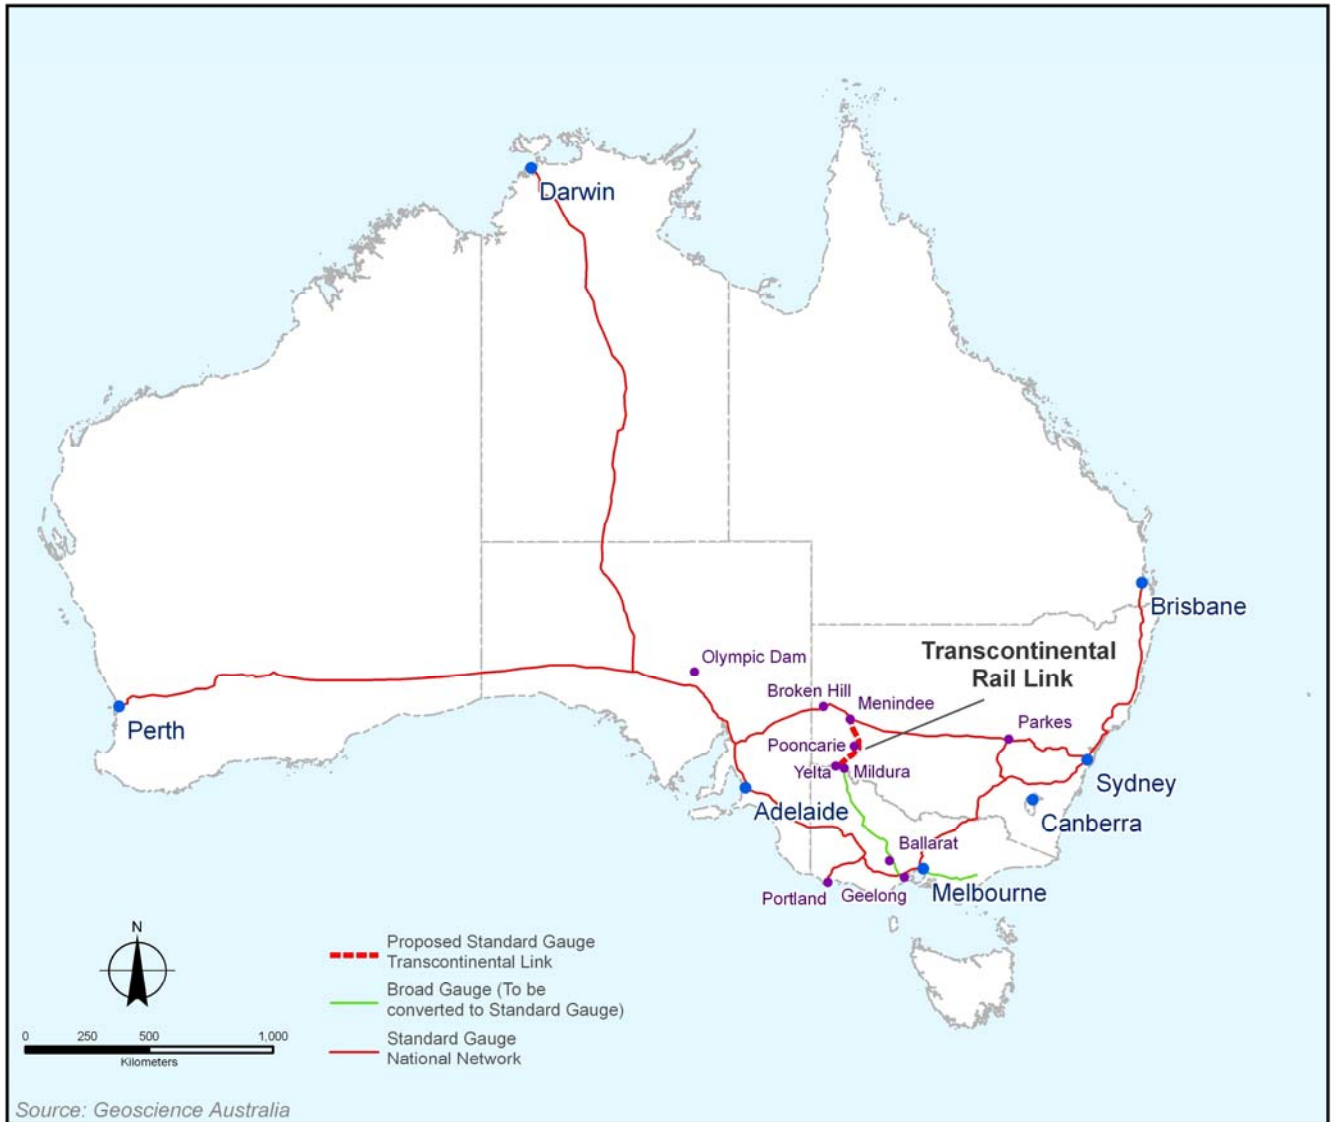 Darwin
Brisbane
Olympic Dam
Transcontinental
Rail Link
Broken Hill
Menindee
Perth
Parkes
Pooncarie
Yelta
Mildura
Sydney
Adelaide
Canberra
Ballarat
Portland
Geelong
Melbourne
N
Proposed Standard Gauge
Transcontinental Link
Broad Gauge (To be
converted to Standard Gauge)
Standard Gauge
National Network
0 250 500 1,000
Kilometers
Source: Geoscience Australia